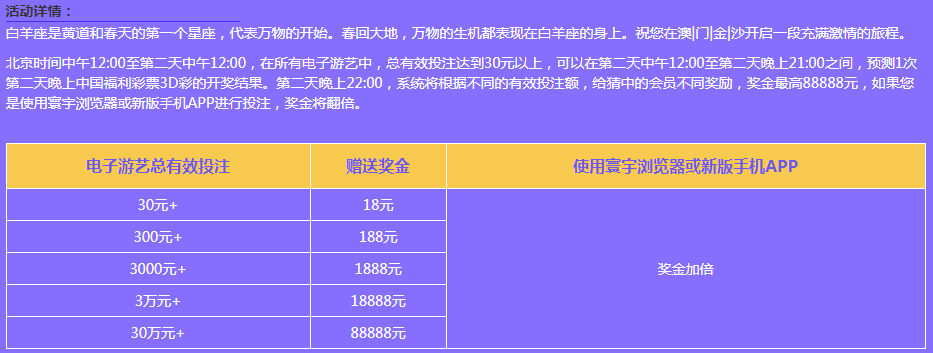 活动详情：
白羊座是黄道和春天的第一个星座，代表万物的开始。春回大地，万物的生机都表现在白羊座的身上。祝您在澳|门|金|沙开启一段充满激情的旅程。
北京时间中午12:00至第二天中午12:00，在所有电子游艺中，总有效投注达到30元以上，可以在第二天中午12:00至第二天晚上21:00之间，预测1次
第二天晚上中国福利彩票3D彩的开奖结果。第二天晚上22:00，系统将根据不同的有效投注额，给猜中的会员不同奖励，奖金最高88888元，如果您
是使用寰宇浏览器或新版手机APP进行投注，奖金将翻倍。
电子游艺总有效投注 赠送奖金 使用寰宇浏览器或新版手机APP
30元+ 18元
300元+ 188元
3000元+ 1888元
奖金加倍
3万元+ 18888元
30万元+ 88888元